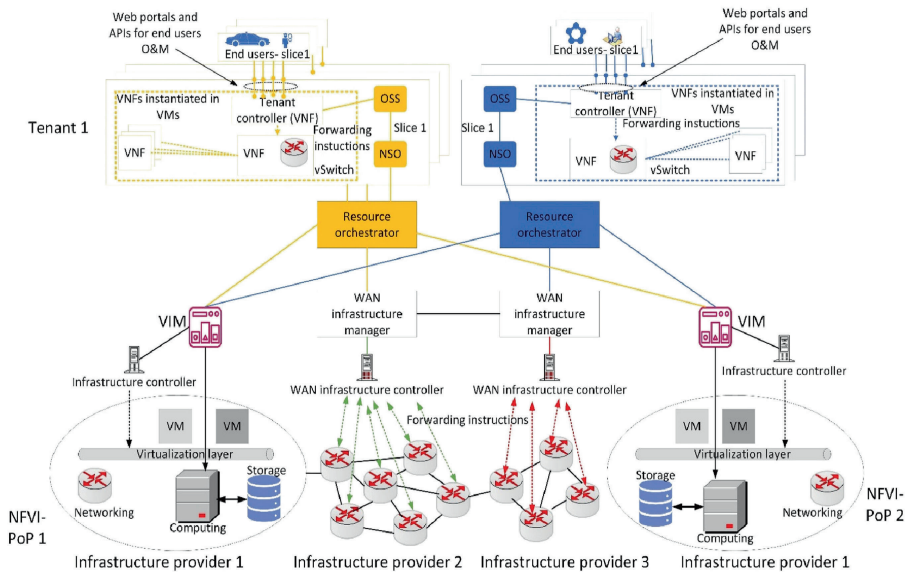 Web portals and
APIs for end users
O&M
End users- slice1
VNFs instantiated in
VMs
Tenant
controller (VNF)
OSS
Slice 1
Forwarding
instuctions
VNF
VNF
NSO
vSwitch
Tenant 1
Web portals and
APIs for end users
O&M
End users- slice1
OSS
Tenant
controller (VNF)
VNFs instantiated in
VMs
Slice 1
Forwarding instuctions
NSO
VNF
VNF
vSwitch
Resource
orchestrator
Resource
orchestrator
VIM
WAN
infrastructure
manager
WAN
infrastructure
manager
VIM
Infrastructure controller
WAN infrastructure controller
WAN infrastructure controller
Infrastructure controller
VM
VM
Virtualization layer
Storage
Networking
Computing
NFVI-
PoP 1
Forwarding
instructions
VM
VM
Virtualization layer
Storage
Computing
Networking
NFVI-
PoP 2
Infrastructure provider 1
Infrastructure provider 2
Infrastructure provider 3
Infrastructure provider 1